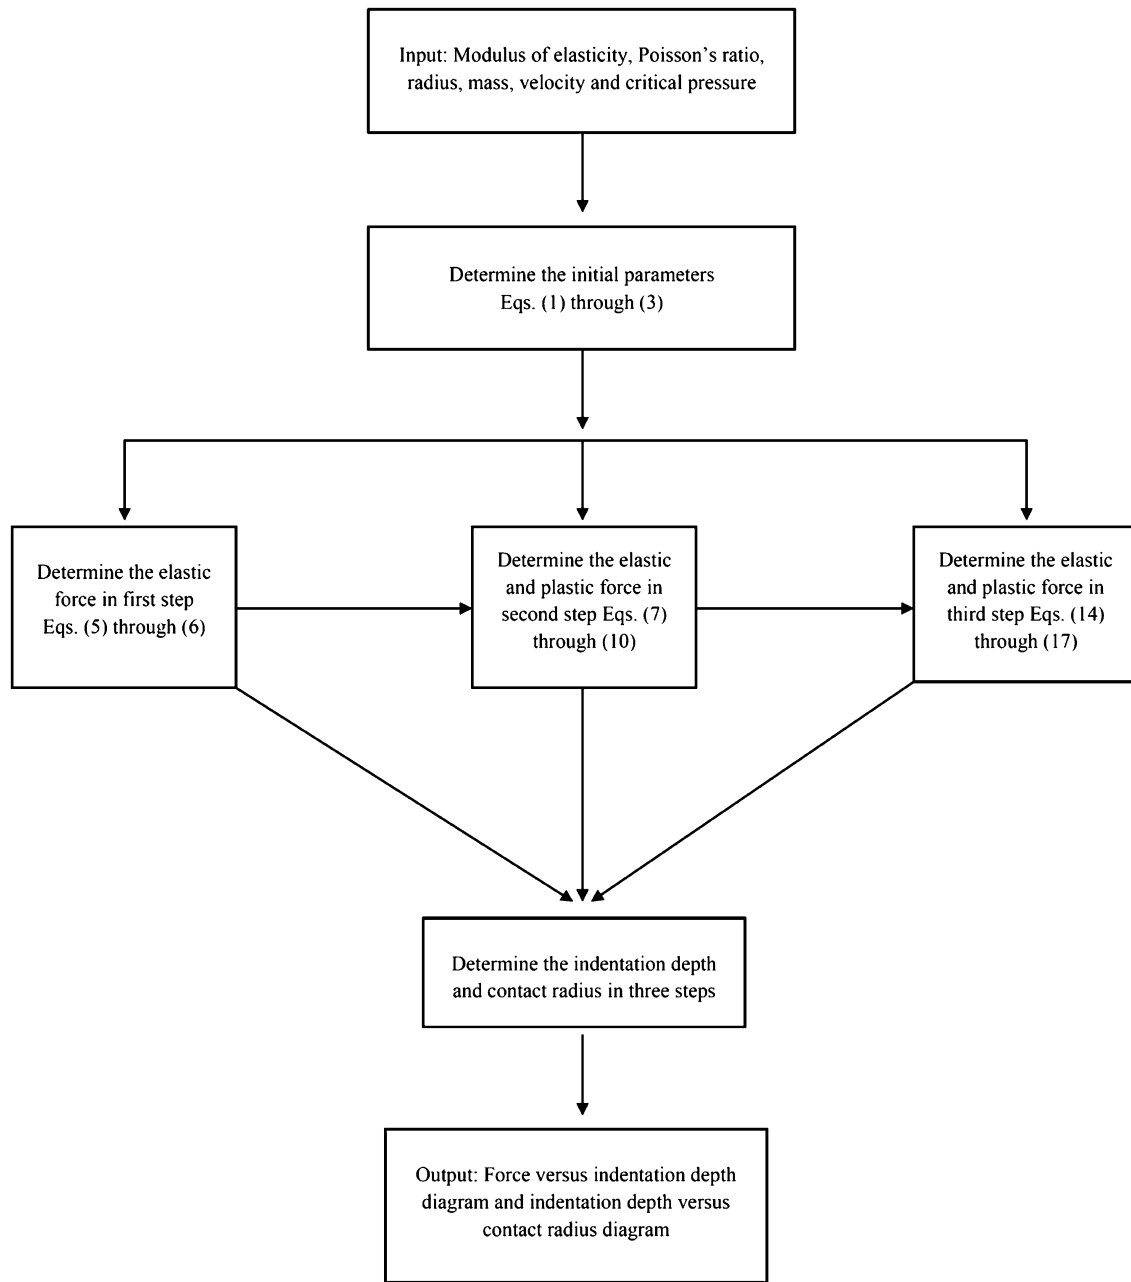 Input: Modulus of elasticity, Poisson's ratio,
radius, mass, velocity and critical pressure
Determine the initial parameters
Eqs. (1) through (3)
Determine the elastic
force in first step
Eqs. (5) through (6)
Determine the elastic
and plastic force in
second step Eqs. (7)
through (10)
Determine the elastic
and plastic force in
third step Eqs. (14)
through (17)
Determine the indentation depth
and contact radius in three steps
Output: Force versus indentation depth
diagram and indentation depth versus
contact radius diagram